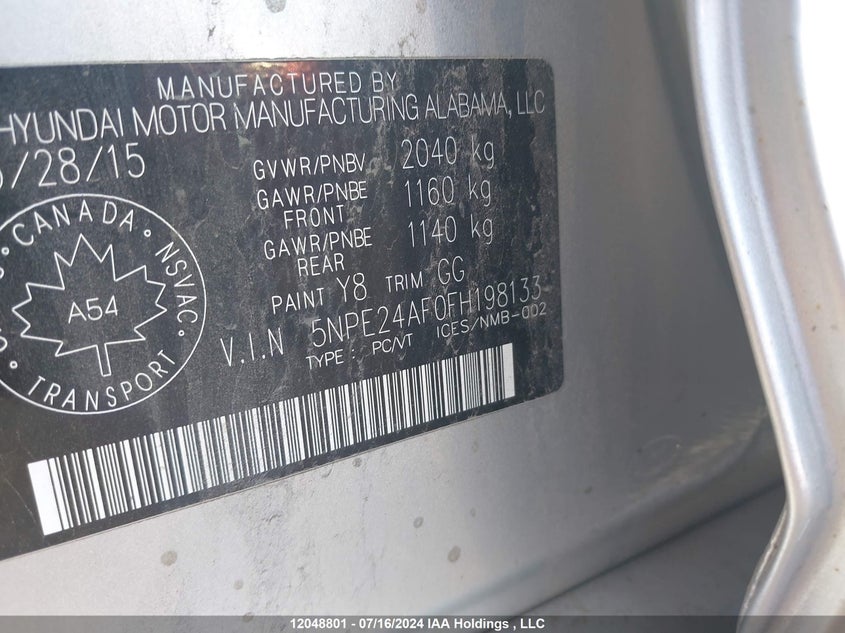 MANUFACTURED BY
HYUNDAI MOTOR MANUFACTURING ALABAMA, LLC
/28/15
GVWR/PNBV 2040 kg
GAWR/PNBE 1160 kg
FRONT
GAWR/PNBE 1140 kg
REAR
PAINT Y8 TRIM GG
V.I.N 5NPE24AF0FH198133
TYPE: PC/VT ICES/NMB-002
CANADA
NSVAC
A54
TRANSPORT
12048801 - 07/16/2024 IAA Holdings , LLC